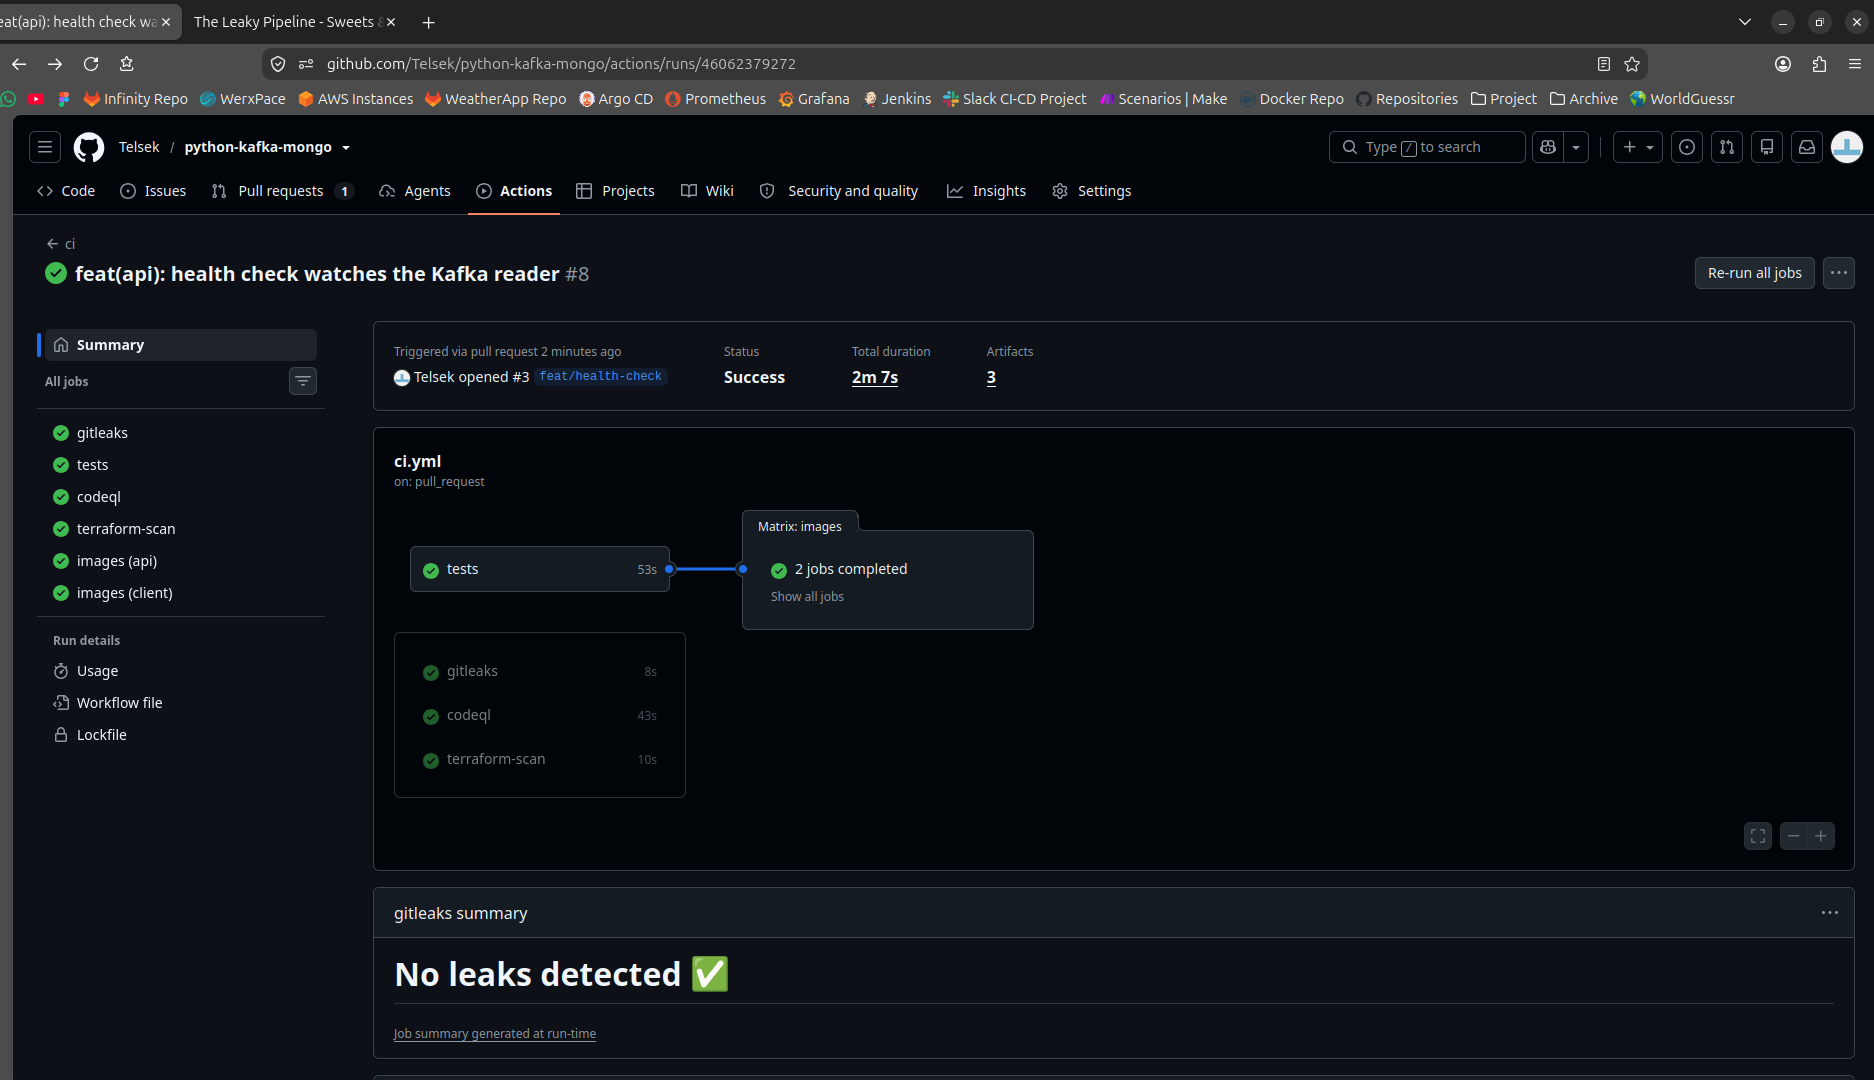 eat(api): health check wa
The Leaky Pipeline - Sweets &
github.com/Telsek/python-kafka-mongo/actions/runs/46062379272
Infinity Repo WerxPace AWS Instances WeatherApp Repo Argo CD Prometheus Grafana Jenkins Slack CI-CD Project Scenarios | Make Docker Repo Repositories Project Archive WorldGuessr
Telsek / python-kafka-mongo
Type / to search
Code Issues Pull requests 1 Agents Actions Projects Wiki Security and quality Insights Settings
ci
feat(api): health check watches the Kafka reader #8
Re-run all jobs
Summary
All jobs
gitleaks
tests
codeql
terraform-scan
images (api)
images (client)
Run details
Usage
Workflow file
Lockfile
Triggered via pull request 2 minutes ago
Telsek opened #3 feat/health-check
Status
Success
Total duration
2m 7s
Artifacts
3
ci.yml
on: pull_request
tests 53s
Matrix: images
2 jobs completed
Show all jobs
gitleaks 8s
codeql 43s
terraform-scan 10s
gitleaks summary
No leaks detected ✅
Job summary generated at run-time